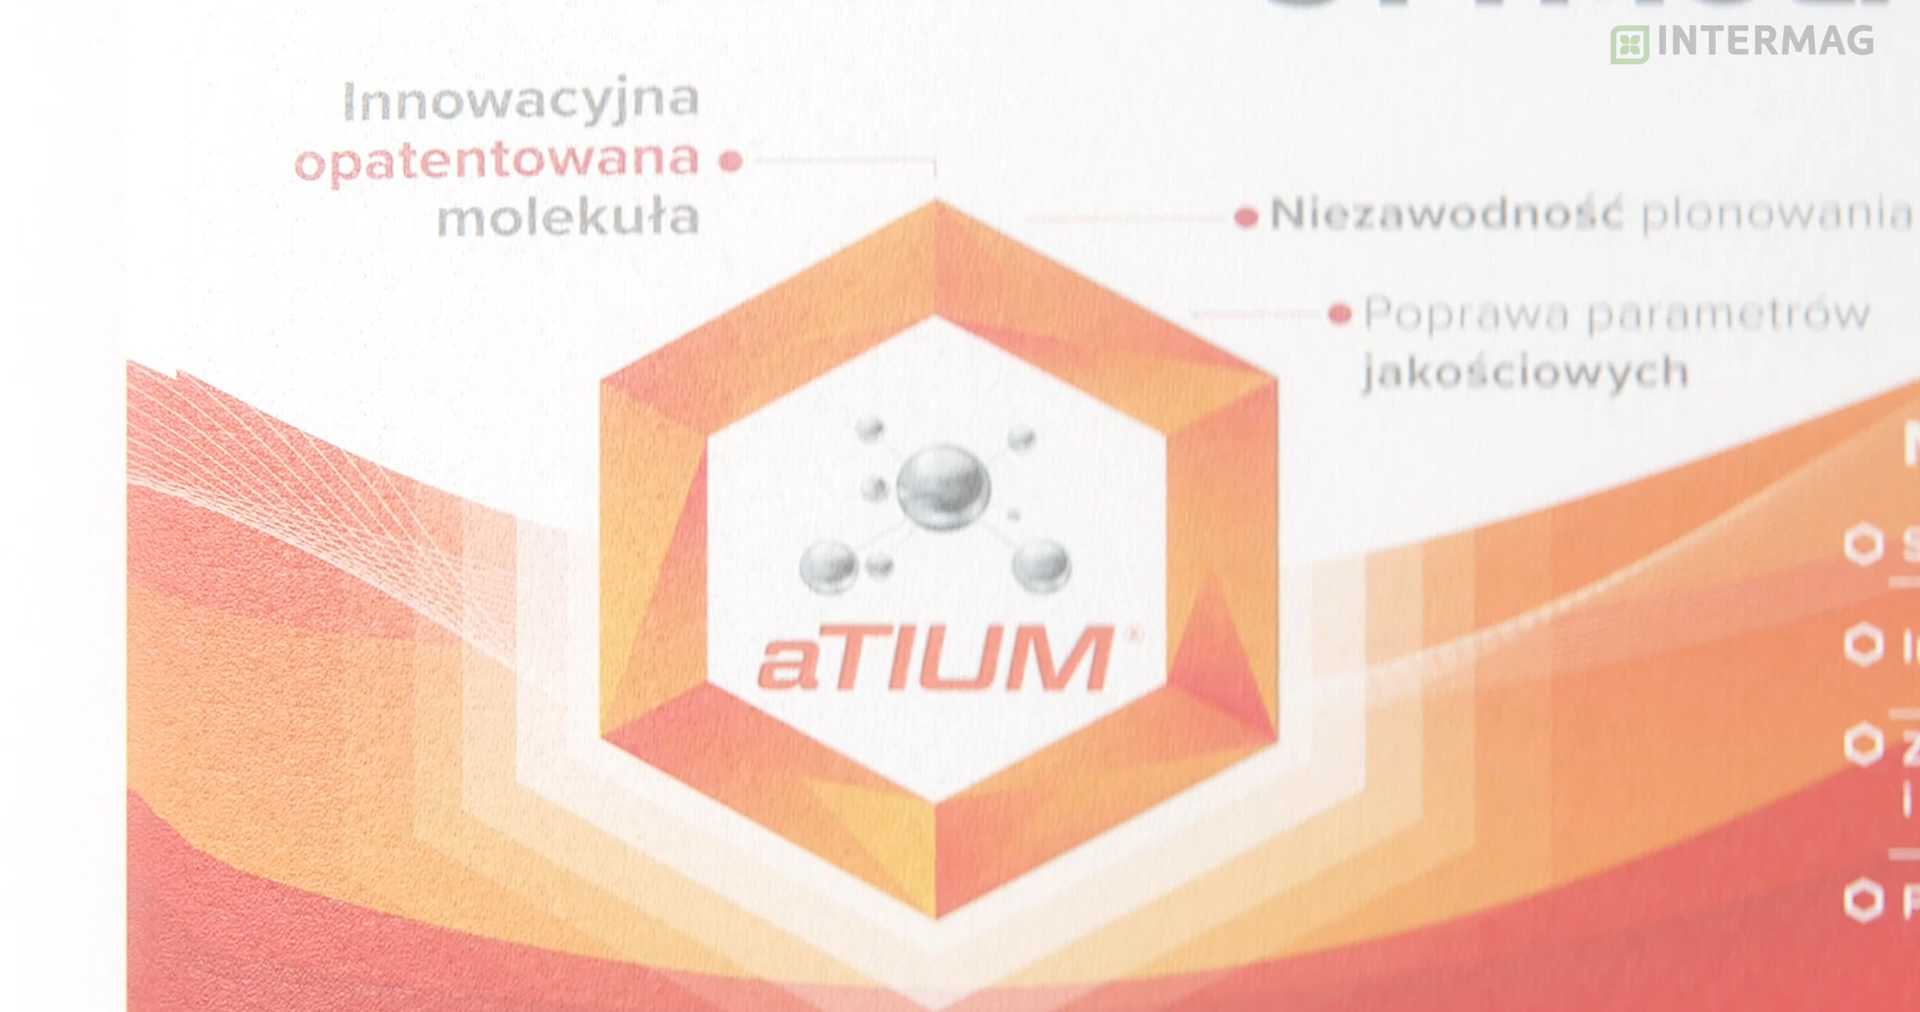 INTERMAG
Innowacyjna
opatentowana
molekuła
Niezawodność plonowania
Poprawa parametrów
jakościowych
aTIUM®